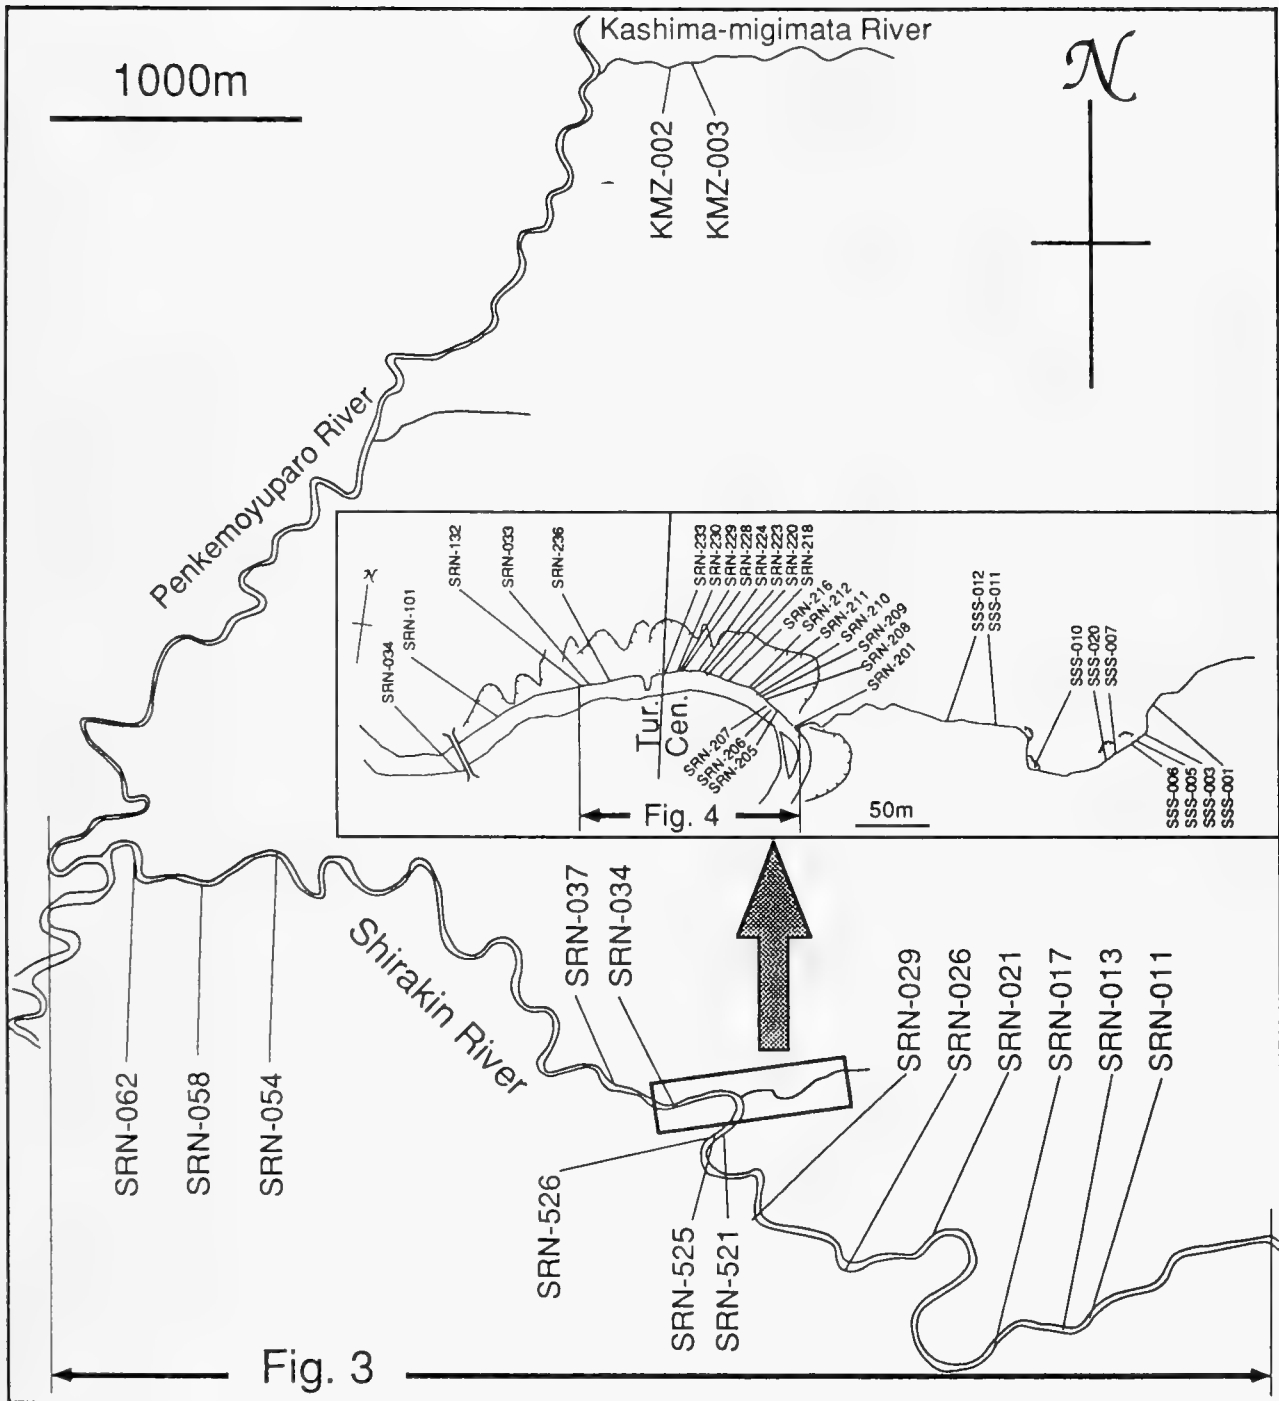 Kashima-migimata River
1000m
N
KMZ-002
KMZ-003
Penkemoyuparo River
N
SRN-034
SRN-101
SRN-132
SRN-033
SRN-236
SRN-233
SRN-230
SRN-229
SRN-228
SRN-224
SRN-223
SRN-220
SRN-218
SRN-216
SRN-212
SRN-211
SRN-210
SRN-209
SRN-208
SRN-201
SRN-207
SRN-206
SRN-205
Tur.
Cen.
SSS-012
SSS-011
SSS-010
SSS-020
SSS-007
SSS-006
SSS-005
SSS-003
SSS-001
Fig. 4
50m
Shirakin River
SRN-062
SRN-058
SRN-054
SRN-037
SRN-034
SRN-526
SRN-525
SRN-521
SRN-029
SRN-026
SRN-021
SRN-017
SRN-013
SRN-011
Fig. 3